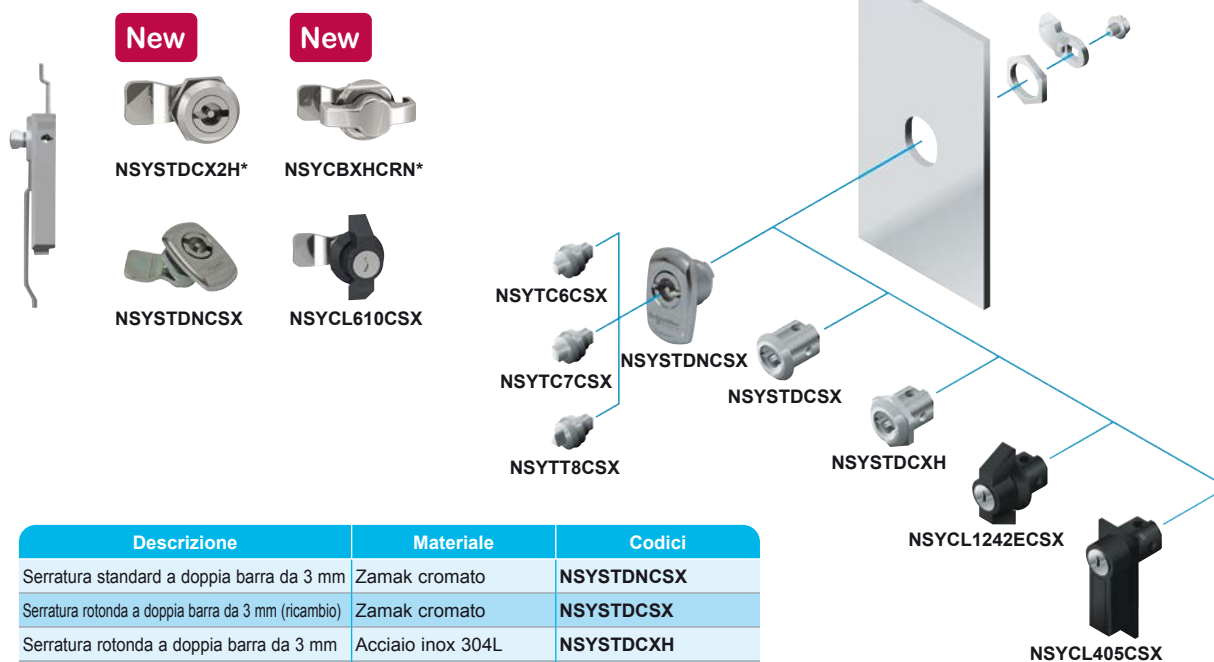 New
New
NSYSTDCX2H*
NSYCBXHCRN*
NSYSTDNCSX
NSYCL610CSX
NSYTC6CSX
NSYTC7CSX
NSYTT8CSX
NSYSTDNCSX
NSYSTDCSX
NSYSTDCXH
NSYCL1242ECSX
NSYCL405CSX
Descrizione Materiale Codici
Serratura standard a doppia barra da 3 mm Zamak cromato NSYSTDNCSX
Serratura rotonda a doppia barra da 3 mm (ricambio) Zamak cromato NSYSTDCSX
Serratura rotonda a doppia barra da 3 mm Acciaio inox 304L NSYSTDCXH